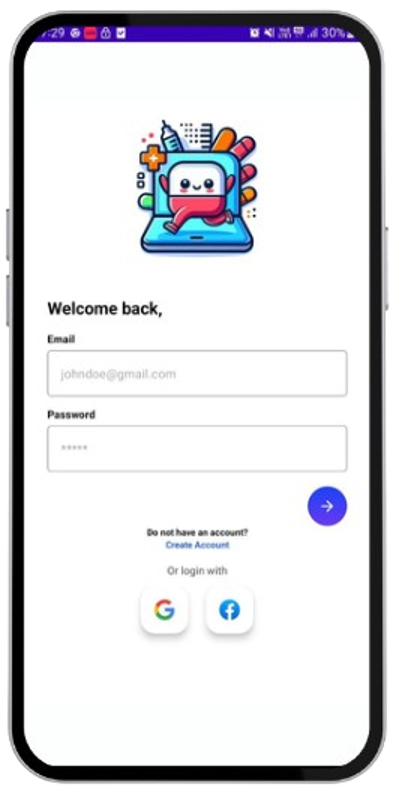 :29 30%
Welcome back,
Email
johndoe@gmail.com
Password
*****
Do not have an account?
Create Account
Or login with
G f